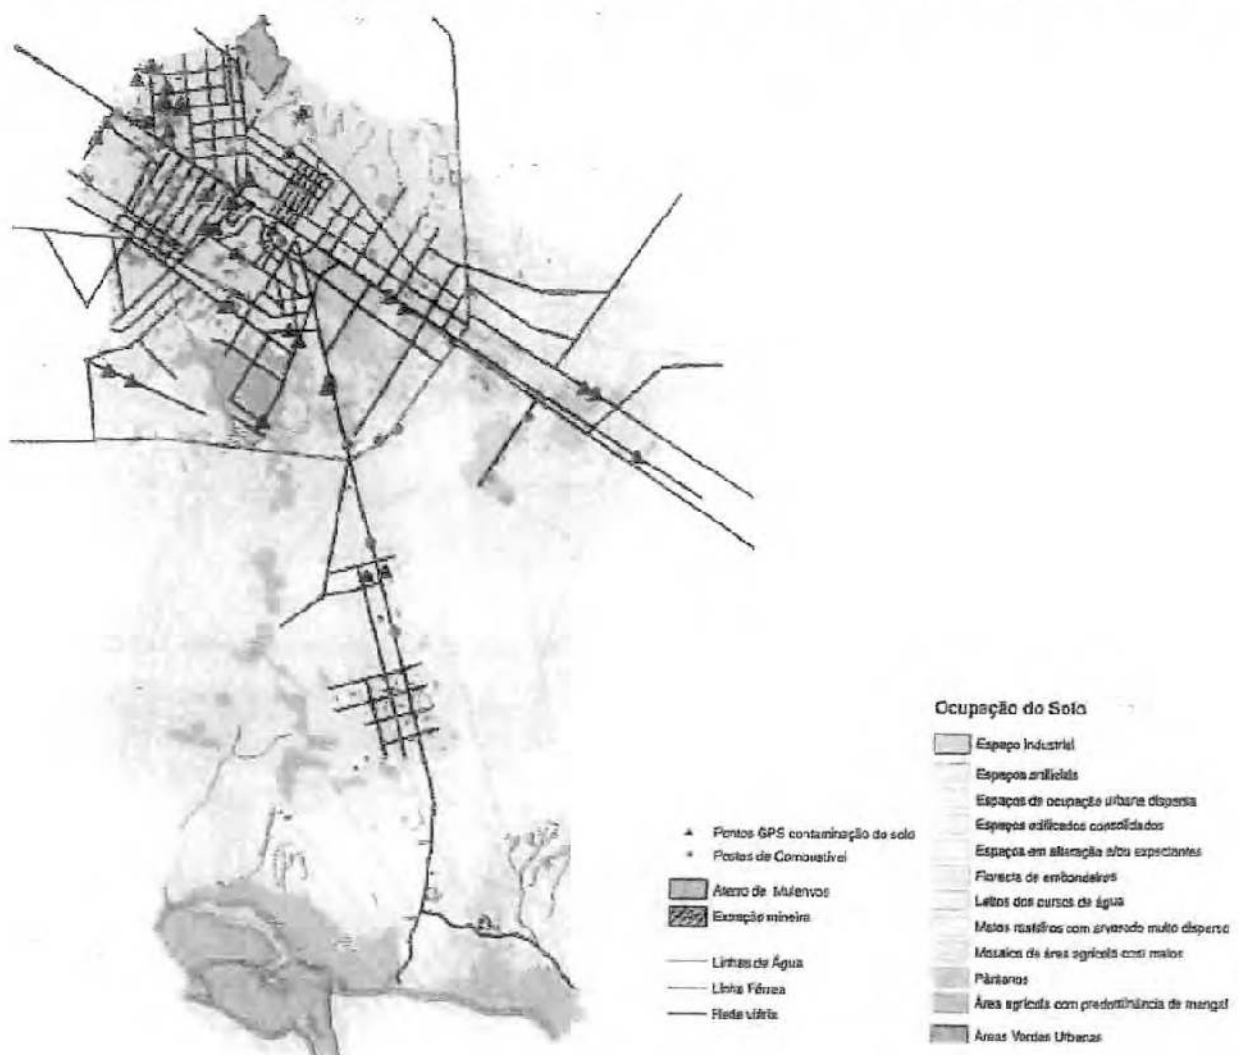 Ocupação do Solo
Espaço Industrial
Espaços artificiais
Espaços de ocupação urbana dispersa
Espaços edificados consolidados
Espaços em alteração e/ou expectantes
Floresta de embondeiros
Leitos dos cursos de água
Matos rasteiros com arvoredo muito disperso
Mosaico de área agrícola com matos
Pântanos
Área agrícola com predominância de mangal
Áreas Verdes Urbanas
Pontos GPS contaminação do solo
Postos de Combustível
Aterro de Mulenvos
Extração mineira
Linhas de Água
Linha Férrea
Rede viária